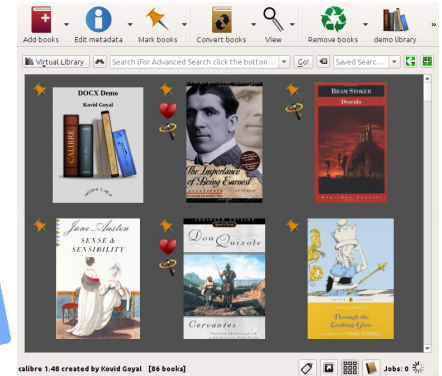 Add books
Edit metadata
Mark books
Convert books
View
Remove books
demo library
»
Virtual Library
Search (For Advanced Search click the button ...
Go!
Saved Searc...
DOCX Demo
Kovid Goyal
CALIBRE
calibre 1.48
The Importance
of Being Earnest
BRAM STOKER
Dracula
Jane Austen
SENSE &
SENSIBILITY
Don Quixote
Cervantes
Through the
Looking-Glass
calibre 1.48 created by Kovid Goyal [86 books]
Jobs: 0